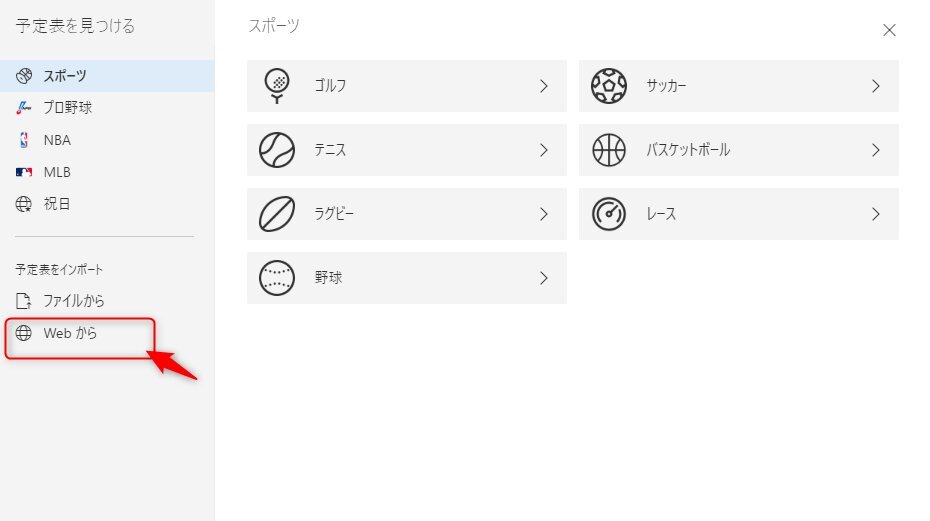 予定表を見つける
スポーツ
プロ野球
NBA
MLB
祝日
予定表をインポート
ファイルから
Web から
スポーツ
ゴルフ
サッカー
テニス
バスケットボール
ラグビー
レース
野球